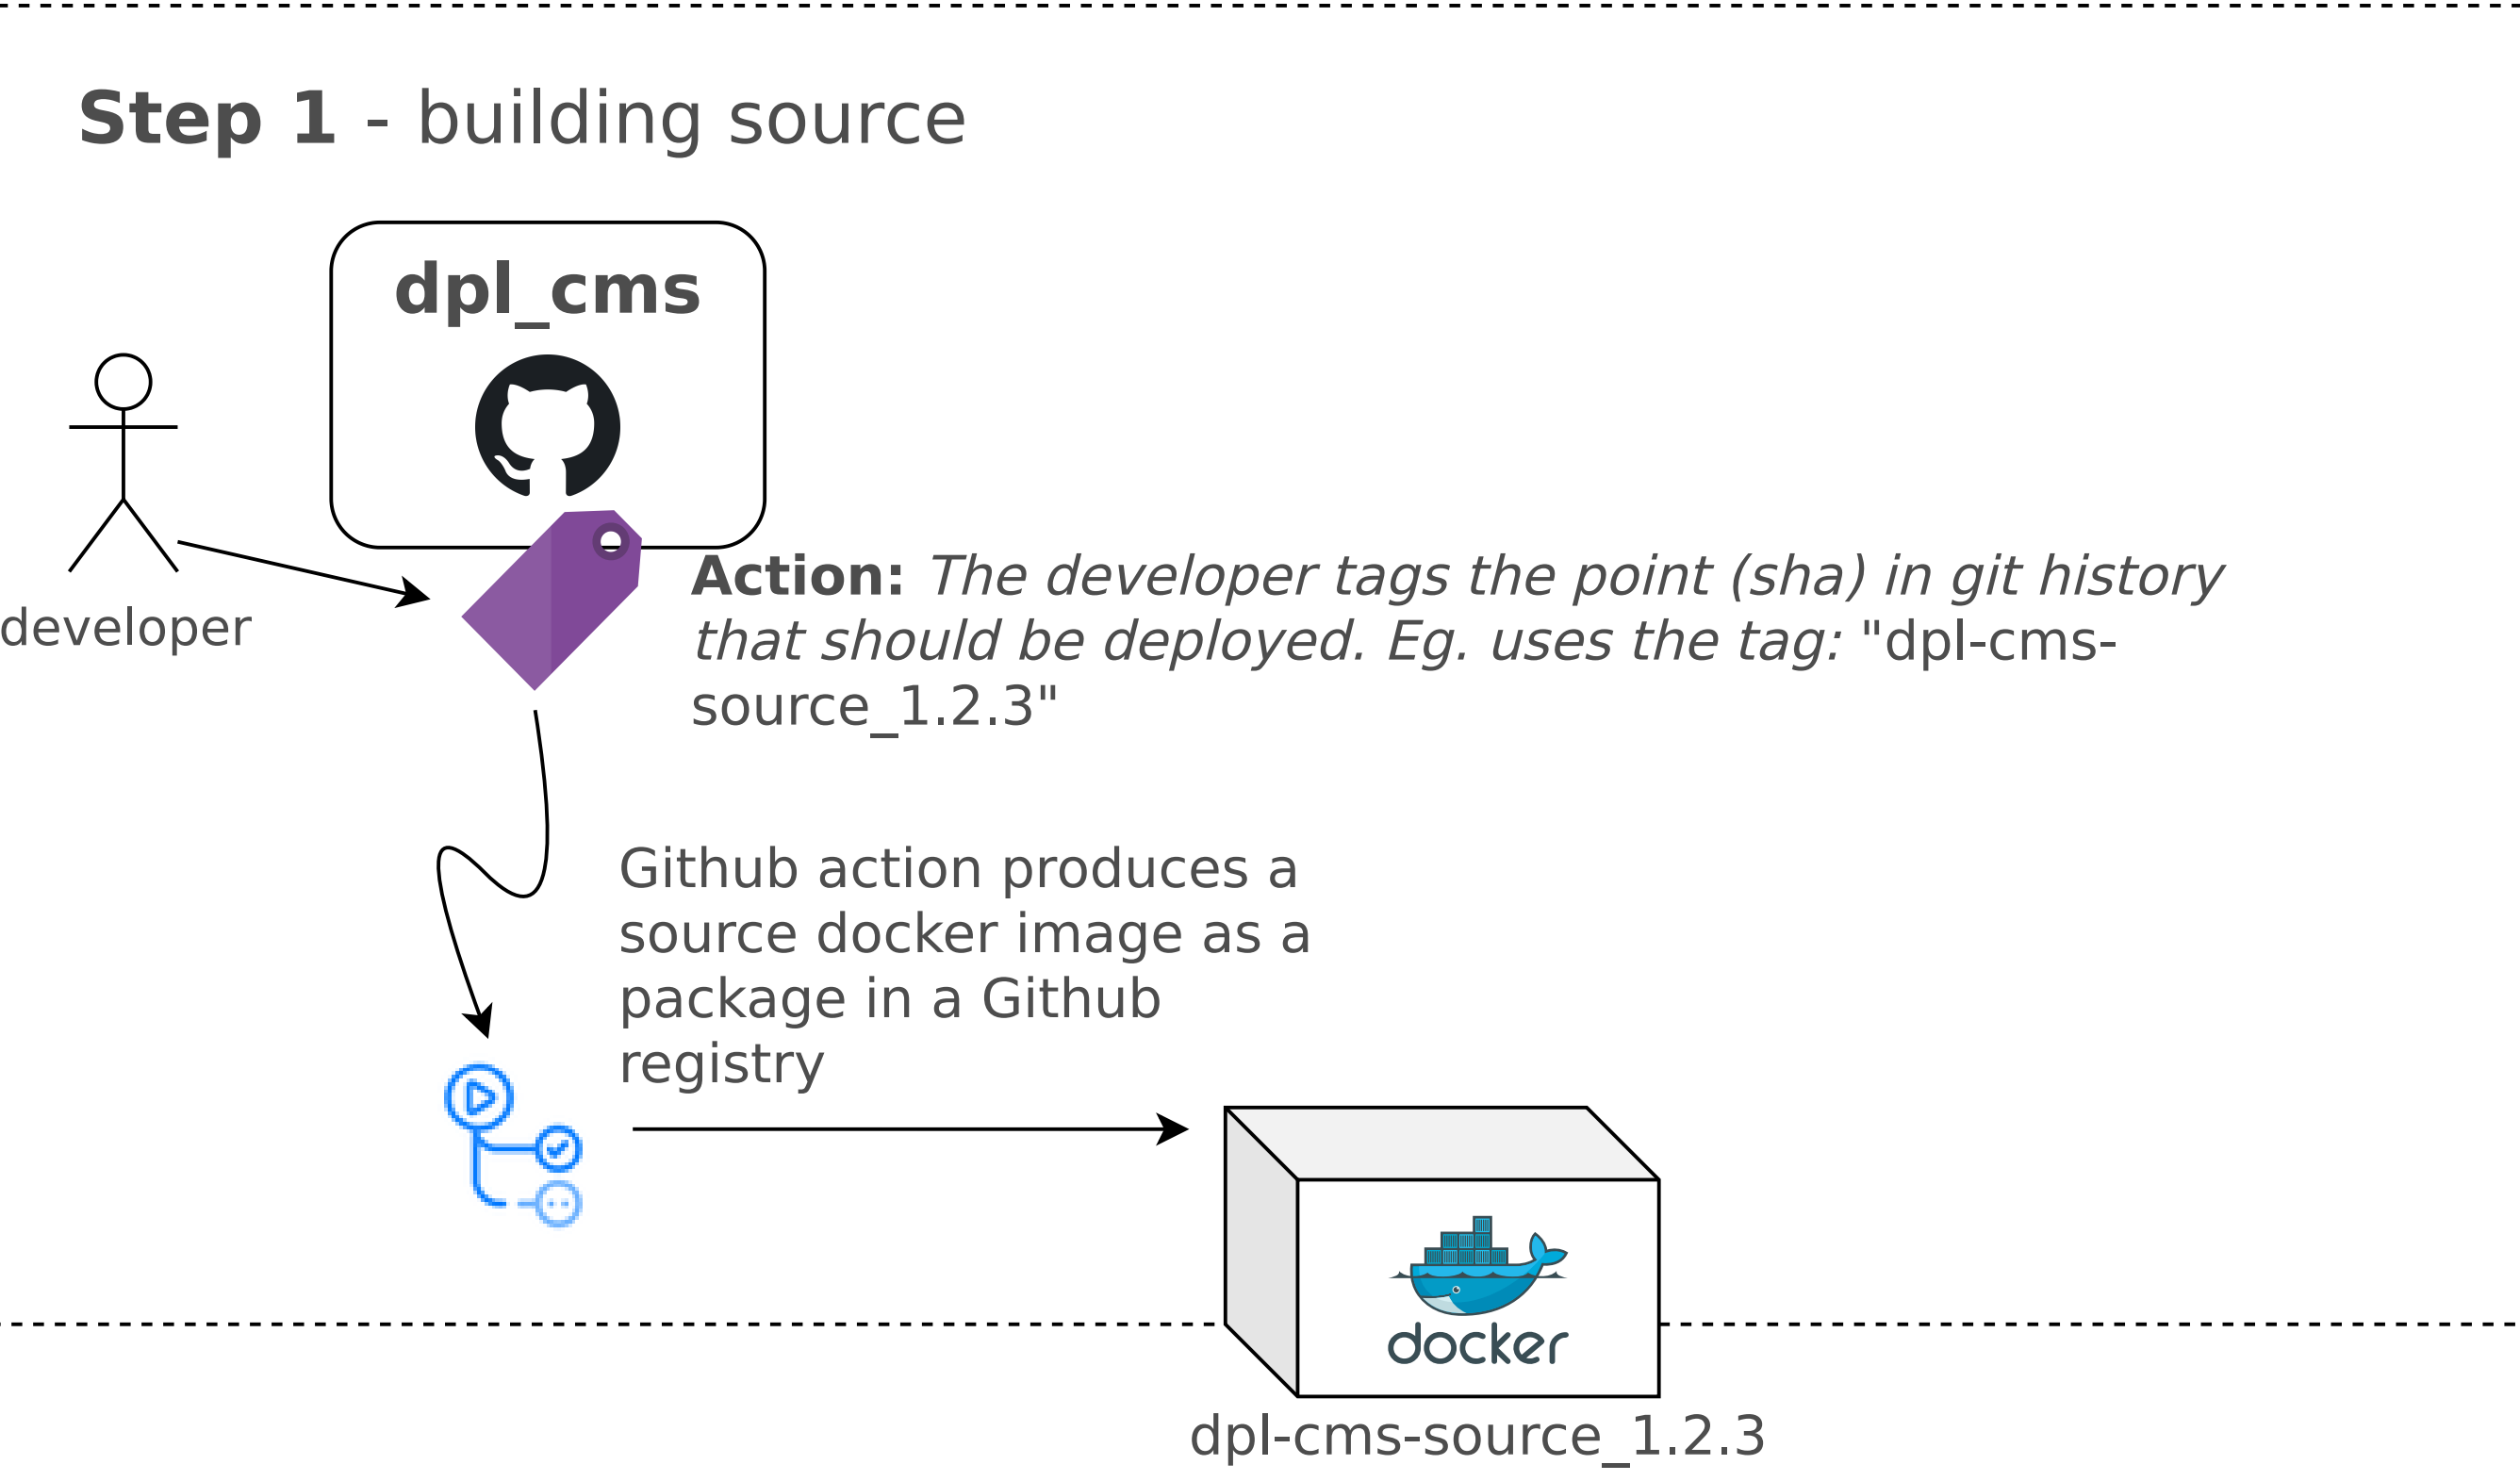 Step 1 - building source
dpl_cms
developer
Action: The developer tags the point (sha) in git history
that should be deployed. Eg. uses the tag: "dpl-cms-
source_1.2.3"
Github action produces a
source docker image as a
package in a Github
registry
docker
dpl-cms-source_1.2.3